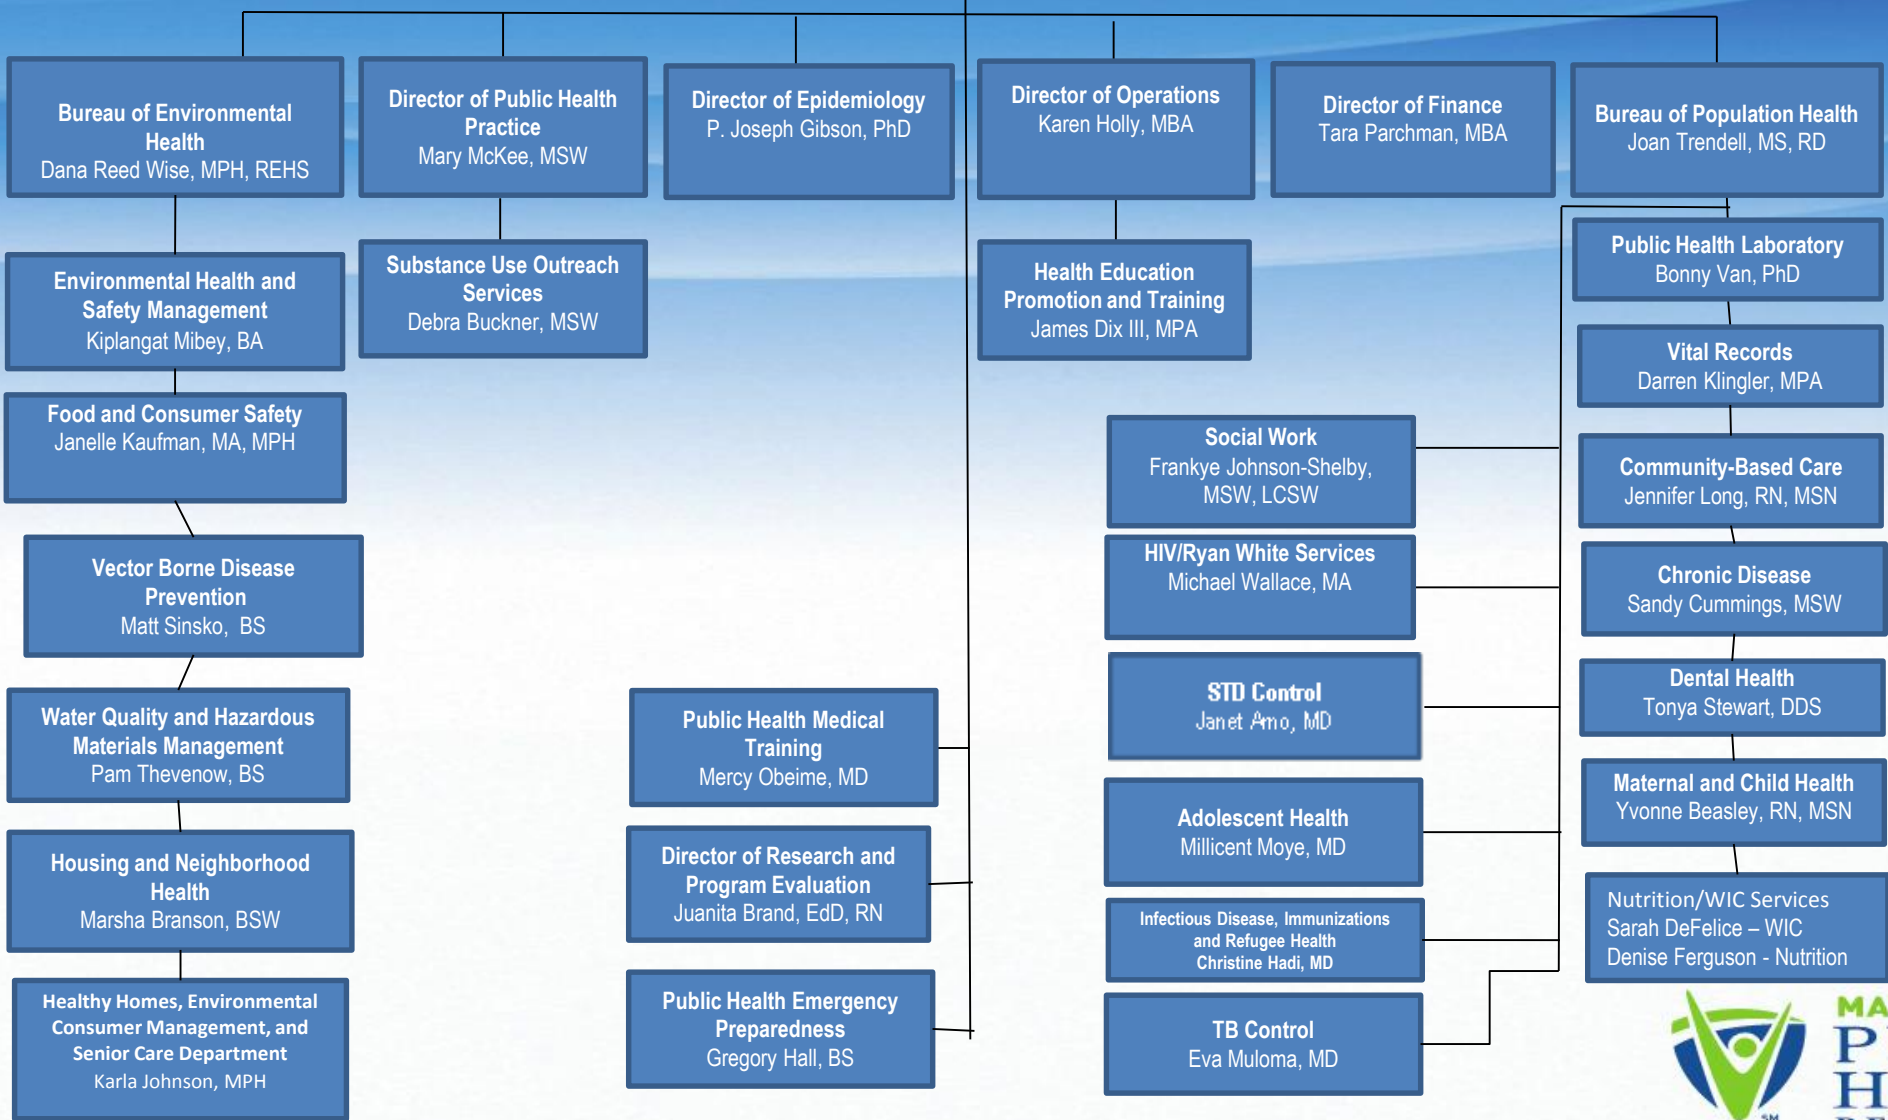 Bureau of Environmental
Health
Dana Reed Wise, MPH, REHS
Director of Public Health
Practice
Mary McKee, MSW
Director of Epidemiology
P. Joseph Gibson, PhD
Director of Operations
Karen Holly, MBA
Director of Finance
Tara Parchman, MBA
Bureau of Population Health
Joan Trendell, MS, RD
Environmental Health and
Safety Management
Kiplangat Mibey, BA
Substance Use Outreach
Services
Debra Buckner, MSW
Health Education
Promotion and Training
James Dix III, MPA
Public Health Laboratory
Bonny Van, PhD
Vital Records
Darren Klingler, MPA
Food and Consumer Safety
Janelle Kaufman, MA, MPH
Social Work
Frankye Johnson-Shelby,
MSW, LCSW
Community-Based Care
Jennifer Long, RN, MSN
Vector Borne Disease
Prevention
Matt Sinsko, BS
HIV/Ryan White Services
Michael Wallace, MA
Chronic Disease
Sandy Cummings, MSW
Water Quality and Hazardous
Materials Management
Pam Thevenow, BS
Public Health Medical
Training
Mercy Obeime, MD
STD Control
Janet Arno, MD
Dental Health
Tonya Stewart, DDS
Adolescent Health
Millicent Moye, MD
Maternal and Child Health
Yvonne Beasley, RN, MSN
Housing and Neighborhood
Health
Marsha Branson, BSW
Director of Research and
Program Evaluation
Juanita Brand, EdD, RN
Infectious Disease, Immunizations
and Refugee Health
Christine Hadi, MD
Nutrition/WIC Services
Sarah DeFelice – WIC
Denise Ferguson - Nutrition
Healthy Homes, Environmental
Consumer Management, and
Senior Care Department
Karla Johnson, MPH
Public Health Emergency
Preparedness
Gregory Hall, BS
TB Control
Eva Muloma, MD
MA
P
H
SM